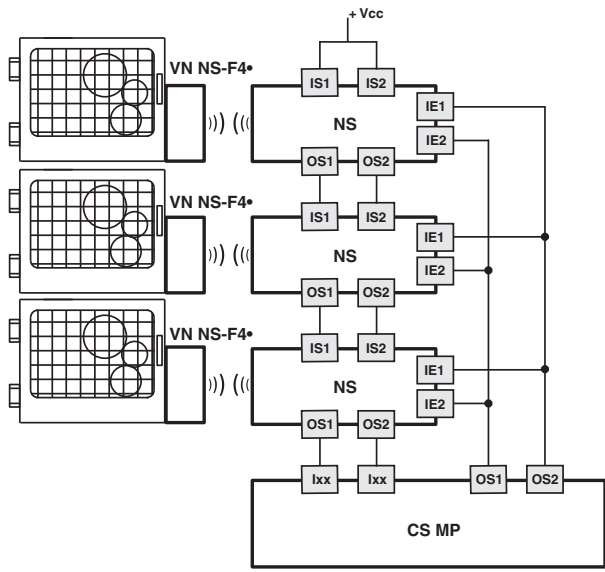 + Vcc
VN NS-F4•
IS1 IS2
NS
IE1
IE2
OS1 OS2
VN NS-F4•
IS1 IS2
NS
IE1
IE2
OS1 OS2
VN NS-F4•
IS1 IS2
NS
IE1
IE2
OS1 OS2
Ixx Ixx OS1 OS2
CS MP